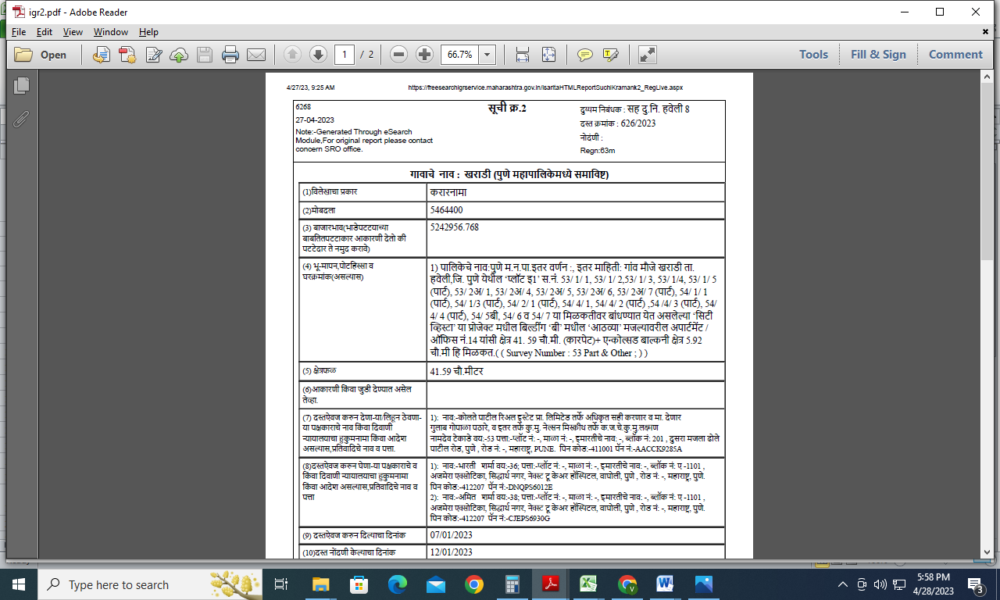 igr2.pdf - Adobe Reader
File Edit View Window Help
Open 1 / 2 66.7% Tools Fill & Sign Comment
4/27/23, 9:25 AM https://freesearchigrservice.maharashtra.gov.in/isaritaHTMLReportSuchiKramank2_RegLive.aspx
6268
27-04-2023
Note:-Generated Through eSearch
Module,For original report please contact
concern SRO office.
सूची क्र.2
दुय्यम निबंधक : सह दु.नि. हवेली 8
दस्त क्रमांक : 626/2023
नोदंणी :
Regn:63m
गावाचे नाव : खराडी (पुणे महापालिकेमध्ये समाविष्ट)
(1)विलेखाचा प्रकार
करारनामा
(2)मोबदला
5464400
(3) बाजारभाव(भाडेपटटयाच्या
बाबतितपटटाकार आकारणी देतो की
पटटेदार ते नमुद करावे)
5242956.768
(4) भू-मापन,पोटहिस्सा व
घरक्रमांक(असल्यास)
1) पालिकेचे नाव:पुणे म.न.पा.इतर वर्णन :, इतर माहिती: गांव मौजे खराडी ता.
हवेली,जि. पुणे येथील ‘प्लॉट इ1’ स.नं. 53/ 1/ 1, 53/ 1/ 2,53/ 1/ 3, 53/ 1/4, 53/ 1/ 5
(पार्ट), 53/ 2अ/ 1, 53/ 2अ/ 4, 53/ 2अ/ 5, 53/ 2अ/ 6, 53/ 2अ/ 7 (पार्ट), 54/ 1/ 1
(पार्ट), 54/ 1/3 (पार्ट), 54/ 2/ 1 (पार्ट), 54/ 4/ 1, 54/ 4/ 2 (पार्ट) ,54 /4/ 3 (पार्ट), 54/
4/ 4 (पार्ट), 54/ 5बी, 54/ 6 व 54/ 7 या मिळकतीवर बांधण्यात येत असलेल्या ‘सिटी
व्हिस्टा’ या प्रोजेक्ट मधील बिल्डींग ‘बी’ मधील ‘आठव्या’ मजल्यावरील अपार्टमेंट /
ऑफिस नं.14 यांसी क्षेत्र 41. 59 चौ.मी. (कारपेट)+ एन्कोल्सड बाल्कनी क्षेत्र 5.92
चौ.मी हि मिळकत.( ( Survey Number : 53 Part & Other ; ) )
(5) क्षेत्रफळ
41.59 चौ.मीटर
(6)आकारणी किंवा जुडी देण्यात असेल
तेव्हा.
(7) दस्तऐवज करुन देणा-या/लिहून ठेवणा-
या पक्षकाराचे नाव किंवा दिवाणी
न्यायालयाचा हुकुमनामा किंवा आदेश
असल्यास,प्रतिवादिचे नाव व पत्ता.
1): नाव:-कोलते पाटील रिअल इस्टेट प्रा. लिमिटेड तर्फे अधिकृत सही करणार व मा. देणार
गुलाब गोपाळा पठारे, व इतर तर्फे कु.मु. नेल्सन मिस्कीथ तर्फे क.ज.चे.कु.मु.लक्ष्मण
नामदेव टेकाडे वय:-53 पत्ता:-प्लॉट नं: -, माळा नं: -, इमारतीचे नाव: -, ब्लॉक नं: 201 , दुसरा मजला ढोले
पाटील रोड, पुणे , रोड नं: -, महाराष्ट्र, PUNE. पिन कोड:-411001 पॅन नं:-AACCK9285A
(8)दस्तऐवज करुन घेणा-या पक्षकाराचे व
किंवा दिवाणी न्यायालयाचा हुकुमनामा
किंवा आदेश असल्यास,प्रतिवादिचे नाव व
पत्ता
1): नाव:-भारती शर्मा वय:-36; पत्ता:-प्लॉट नं: -, माळा नं: -, इमारतीचे नाव: -, ब्लॉक नं: ए -1101 ,
अजमेरा एक्सोटिका, सिद्धार्थ नगर, नेक्स्ट टू केअर हॉस्पिटल, वाघोली, पुणे , रोड नं: -, महाराष्ट्र, पुणे.
पिन कोड:-412207 पॅन नं:-DNQPS6012E
2): नाव:-अमित शर्मा वय:-38; पत्ता:-प्लॉट नं: -, माळा नं: -, इमारतीचे नाव: -, ब्लॉक नं: ए -1101 ,
अजमेरा एक्सोटिका, सिद्धार्थ नगर, नेक्स्ट टू केअर हॉस्पिटल, वाघोली, पुणे , रोड नं: -, महाराष्ट्र, पुणे.
पिन कोड:-412207 पॅन नं:-CJEPS6930G
(9) दस्तऐवज करुन दिल्याचा दिनांक
07/01/2023
(10)दस्त नोंदणी केल्याचा दिनांक
12/01/2023
Type here to search
5:58 PM
4/28/2023
3